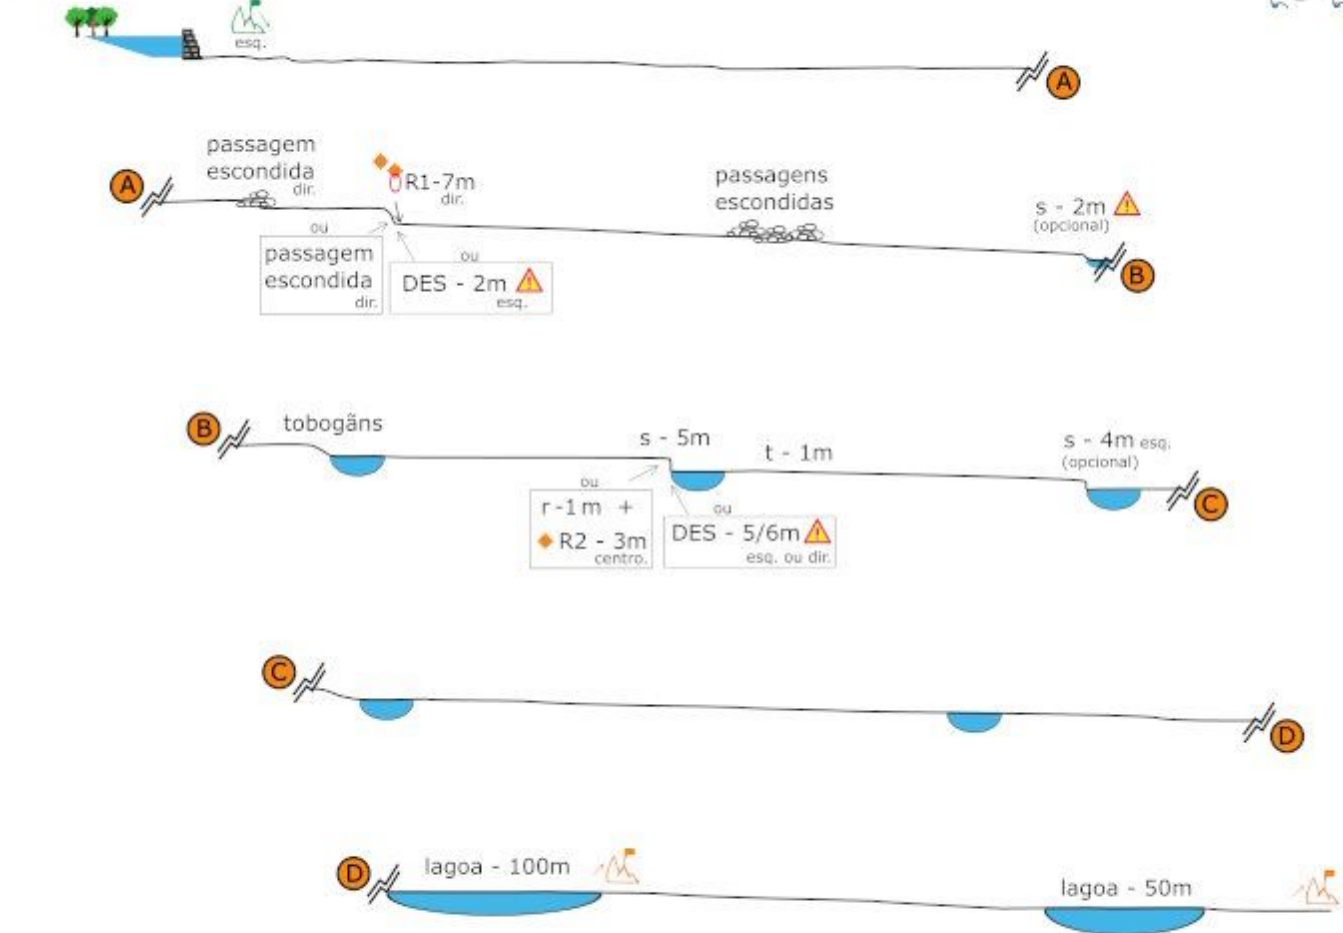 esq.
A
A
passagem
escondida
dir.
R1-7m
dir.
passagens
escondidas
s - 2m
(opcional)
B
ou
passagem
escondida
dir.
ou
DES - 2m
esq.
B
tobogãns
s - 5m
t - 1m
s - 4m esq.
(opcional)
C
ou
r -1m +
R2 - 3m
centro.
ou
DES - 5/6m
esq. ou dir.
C
D
D
lagoa - 100m
lagoa - 50m